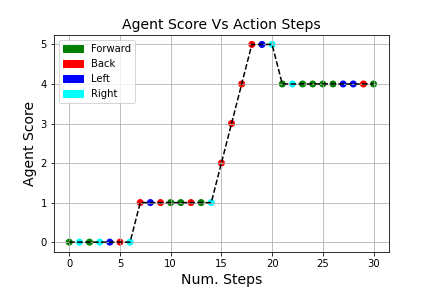 Agent Score Vs Action Steps
Forward
Back
Left
Right
5
4
3
2
1
0
Agent Score
0 5 10 15 20 25 30
Num. Steps